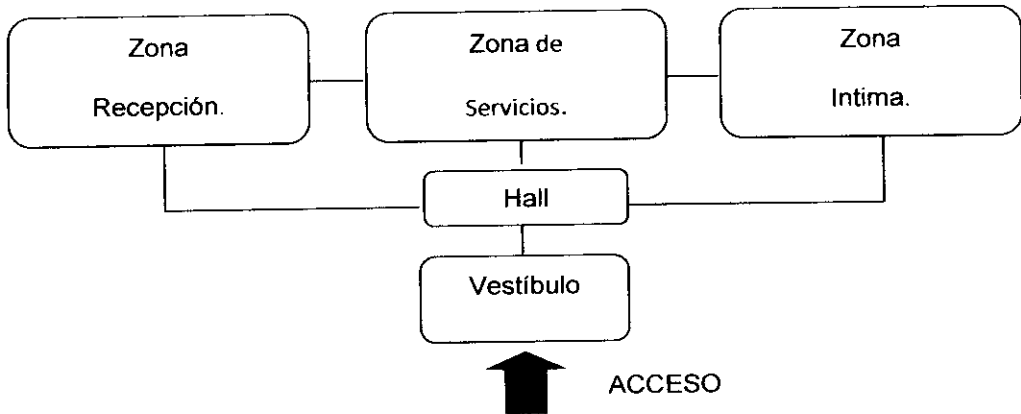 Zona
Recepción.
Zona de
Servicios.
Zona
Intima.
Hall
Vestíbulo
ACCESO